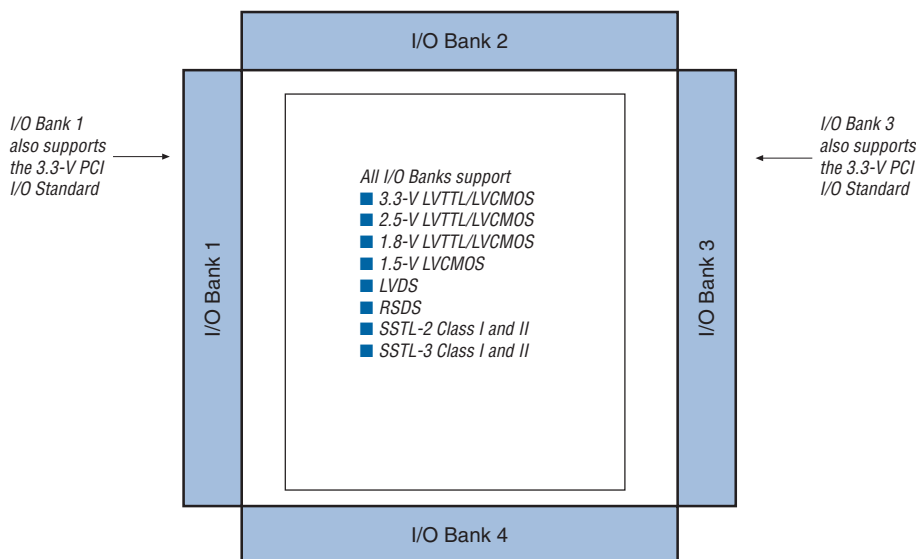 I/O Bank 2
I/O Bank 1
also supports
the 3.3-V PCI
I/O Standard
I/O Bank 3
also supports
the 3.3-V PCI
I/O Standard
All I/O Banks support
3.3-V LVTTL/LVCMOS
2.5-V LVTTL/LVCMOS
1.8-V LVTTL/LVCMOS
1.5-V LVCMOS
LVDS
RSDS
SSTL-2 Class I and II
SSTL-3 Class I and II
I/O Bank 1
I/O Bank 3
I/O Bank 4